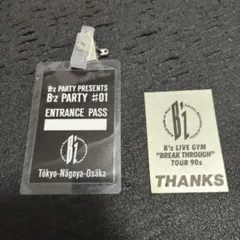 B'z PARTY PRESENTS
B'z PARTY #01
ENTRANCE PASS
B'z
Tokyo-Nagoya-Osaka
B'z
B'z LIVE GYM
"BREAK THROUGH"
TOUR 90s
THANKS